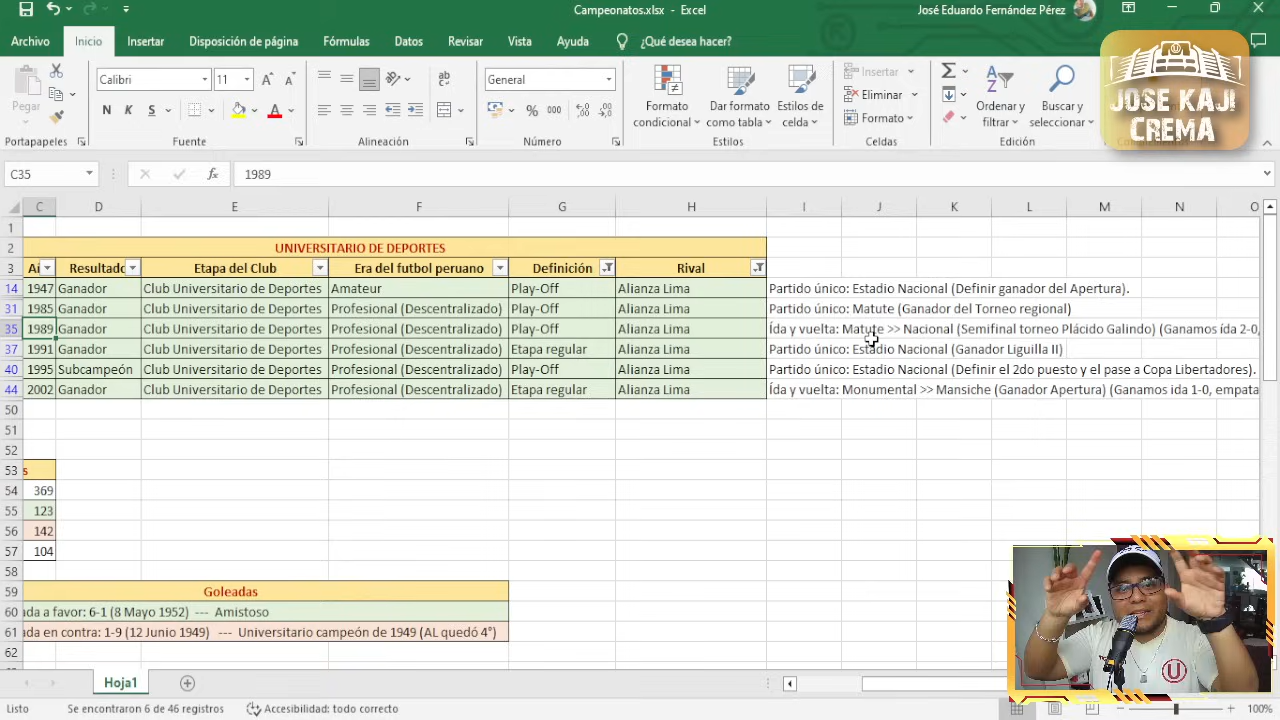 Campeonatos.xlsx - Excel
José Eduardo Fernández Pérez
Archivo Inicio Insertar Disposición de página Fórmulas Datos Revisar Vista Ayuda ¿Qué desea hacer?
JOSE KAJI
CREMA
Pegar
Calibri 11
N K S
General
% 000
Formato condicional
Dar formato como tabla
Estilos de celda
Insertar
Eliminar
Formato
Ordenar y filtrar
Buscar y seleccionar
Portapapeles Fuente Alineación Número Estilos Celdas Edición
C35 1989
C D E F G H I J K L M N O
1
2 UNIVERSITARIO DE DEPORTES
3 Resultado Etapa del Club Era del futbol peruano Definición Rival
14 1947 Ganador Club Universitario de Deportes Amateur Play-Off Alianza Lima Partido único: Estadio Nacional (Definir ganador del Apertura).
31 1985 Ganador Club Universitario de Deportes Profesional (Descentralizado) Play-Off Alianza Lima Partido único: Matute (Ganador del Torneo regional)
35 1989 Ganador Club Universitario de Deportes Profesional (Descentralizado) Play-Off Alianza Lima Ída y vuelta: Matute >> Nacional (Semifinal torneo Plácido Galindo) (Ganamos ída 2-0,
37 1991 Ganador Club Universitario de Deportes Profesional (Descentralizado) Etapa regular Alianza Lima Partido único: Estadio Nacional (Ganador Liguilla II)
40 1995 Subcampeón Club Universitario de Deportes Profesional (Descentralizado) Play-Off Alianza Lima Partido único: Estadio Nacional (Definir el 2do puesto y el pase a Copa Libertadores).
44 2002 Ganador Club Universitario de Deportes Profesional (Descentralizado) Etapa regular Alianza Lima Ída y vuelta: Monumental >> Mansiche (Ganador Apertura) (Ganamos ida 1-0, empata
50
51
52
53 s
54 369
55 123
56 142
57 104
58
59 Goleadas
60 ada a favor: 6-1 (8 Mayo 1952) --- Amistoso
61 ada en contra: 1-9 (12 Junio 1949) --- Universitario campeón de 1949 (AL quedó 4°)
62
U
Hoja1
Listo Se encontraron 6 de 46 registros Accesibilidad: todo correcto 100%